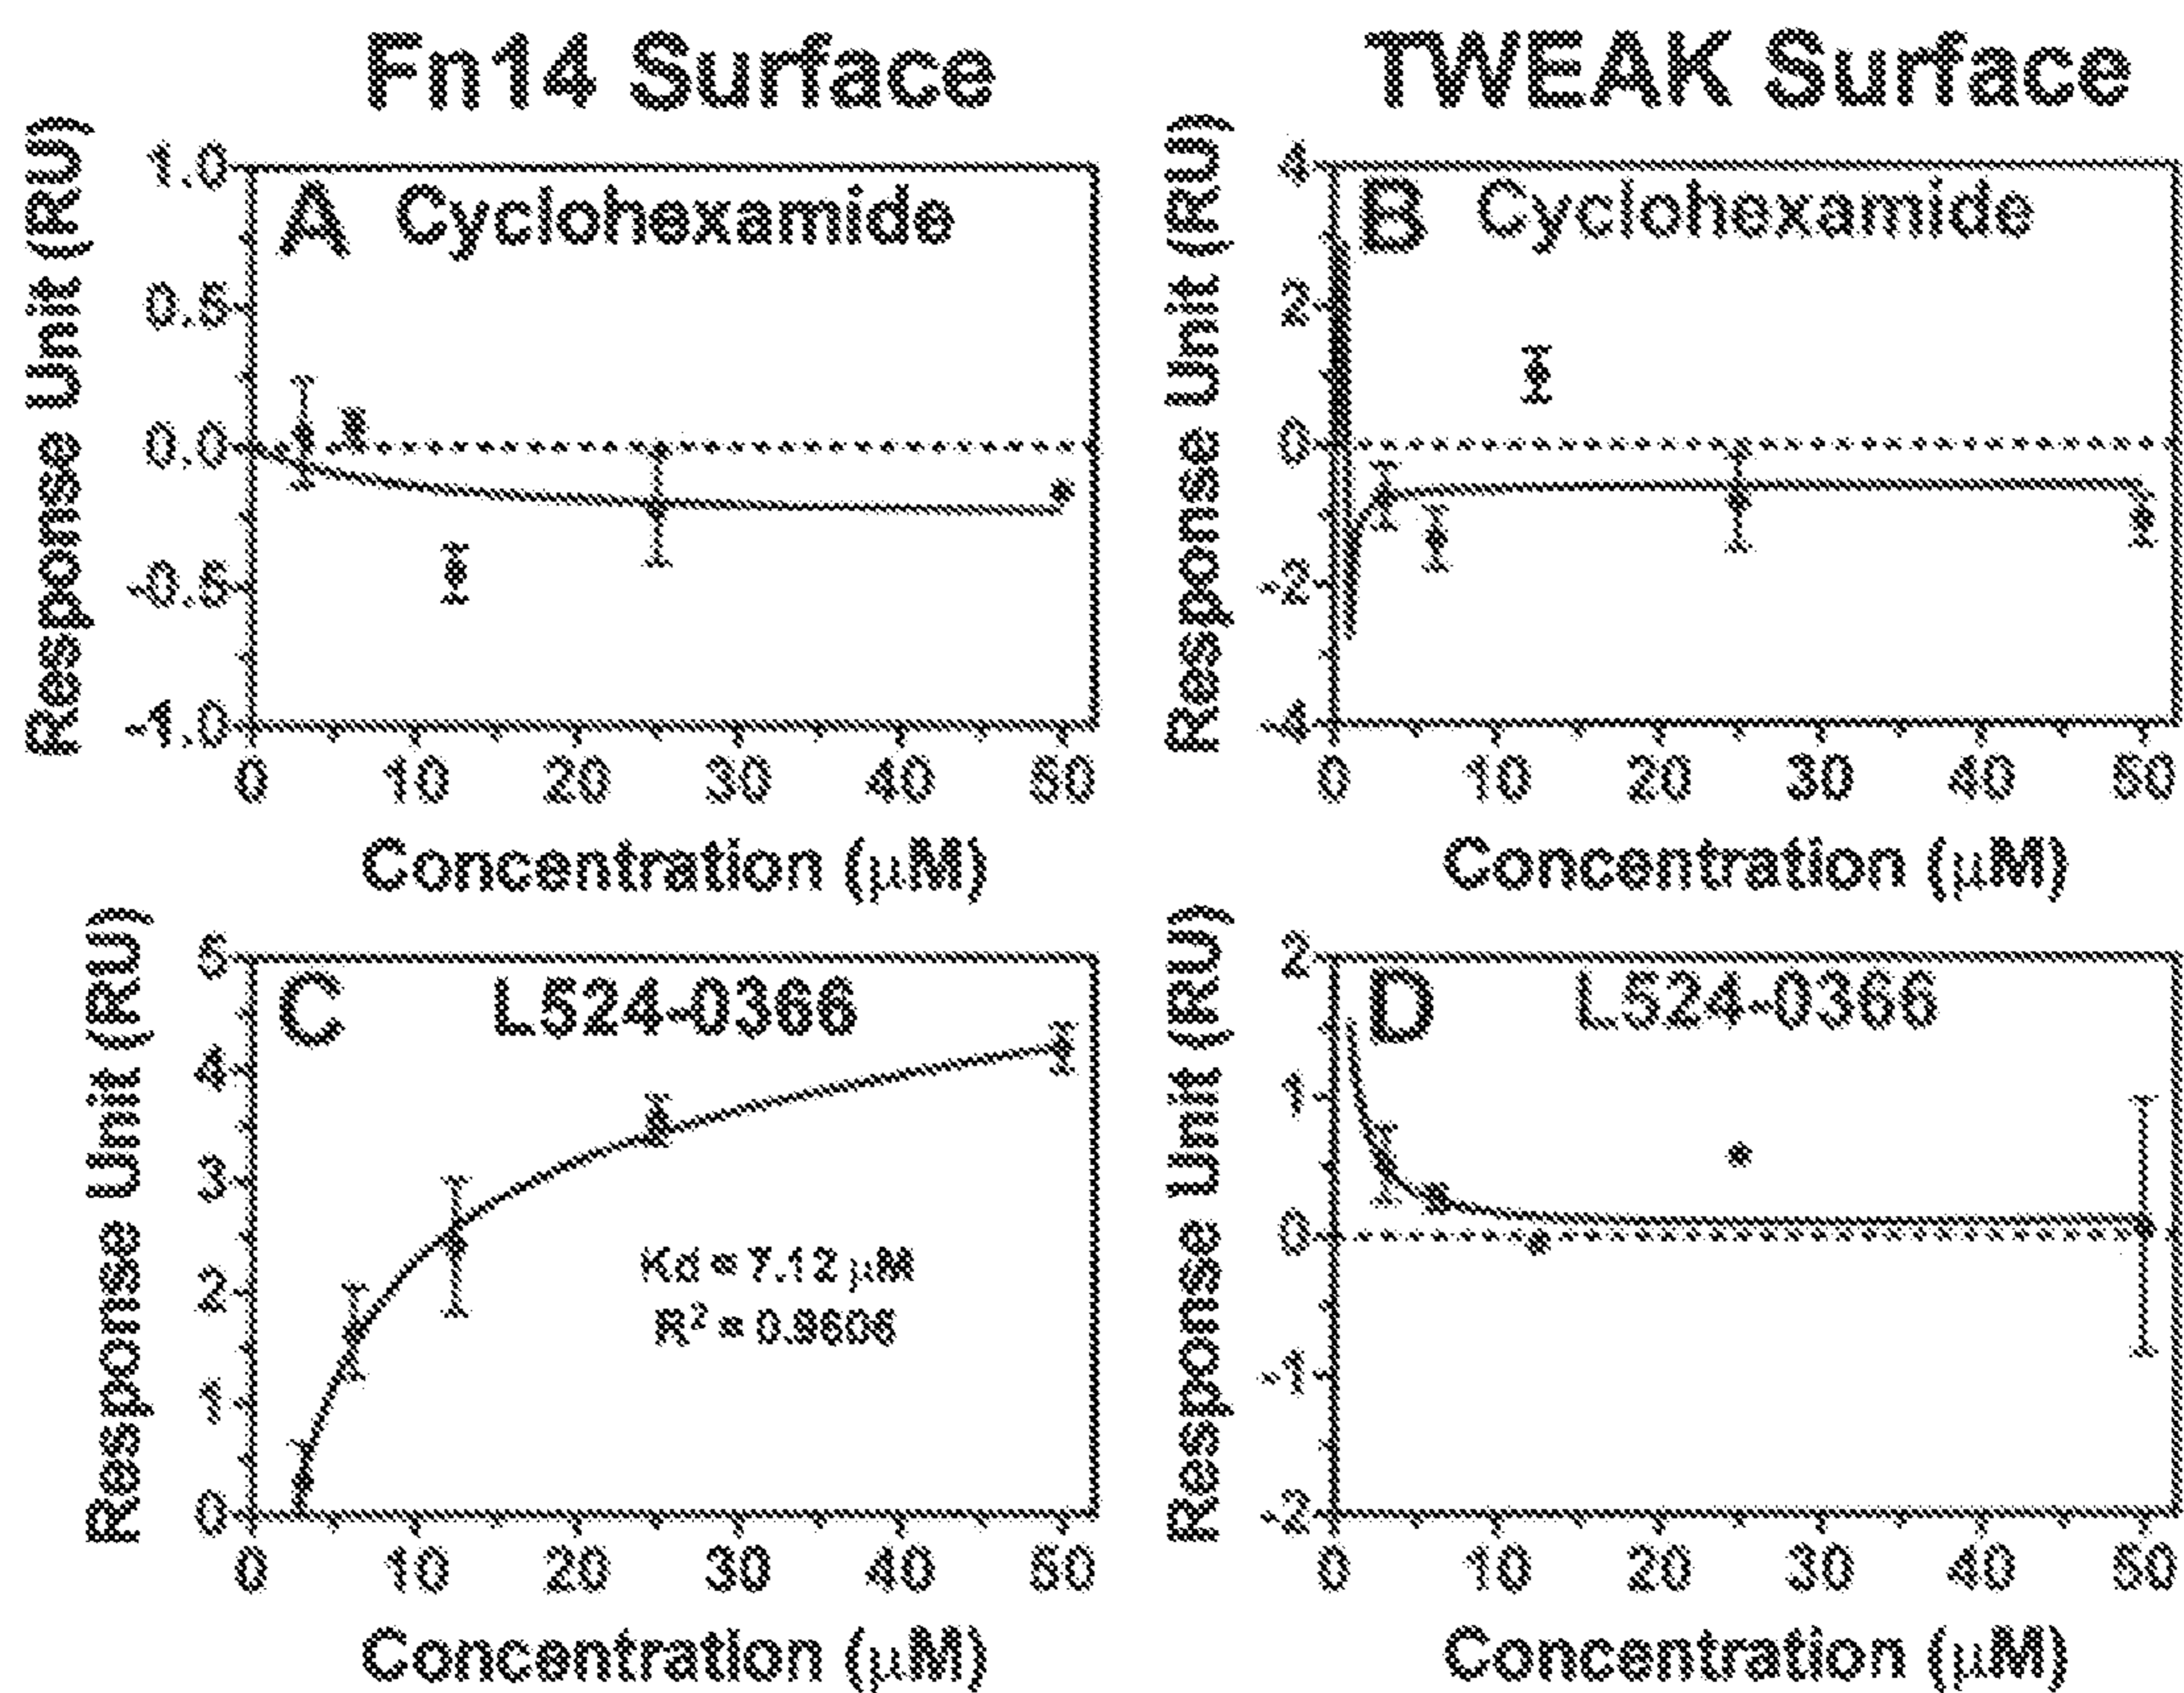 Fn14 Surface
TWEAK Surface
Response Unit (RU)
1.0
0.5
0.0
-0.5
-1.0
A Cyclohexamide
0 10 20 30 40 50
Concentration (μM)
Response Unit (RU)
4
2
0
-2
-4
B Cyclohexamide
0 10 20 30 40 50
Concentration (μM)
Response Unit (RU)
5
4
3
2
1
0
C L524-0366
Kd = 7.12 μM
R² = 0.9606
0 10 20 30 40 50
Concentration (μM)
Response Unit (RU)
2
1
0
-1
-2
D L524-0366
0 10 20 30 40 50
Concentration (μM)